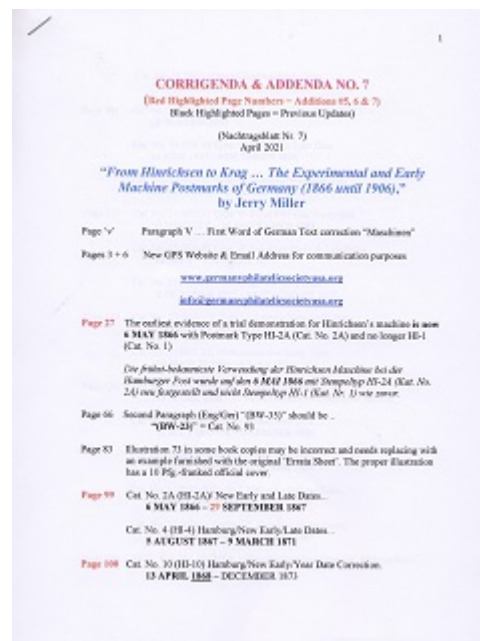 1
CORRIGENDA & ADDENDA NO. 7
(Red Highlighted Page Numbers = Additions #5, 6 & 7)
Black Highlighted Pages = Previous Updates)
(Nachtragsblatt Nr. 7)
April 2021
"From Hinrichsen to Krag … The Experimental and Early
Machine Postmarks of Germany (1866 until 1906),"
by Jerry Miller
Page 'v' Paragraph V … First Word of German Text correction "Maschinen"
Pages 3 + 6 New GPS Website & Email Address for communication purposes
www.germanyphilatelicsocietyusa.org
info@germanyphilatelicsocietyusa.org
Page 27 The earliest evidence of a trial demonstration for Hinrichsen's machine is now
6 MAY 1866 with Postmark Type HI-2A (Cat. No. 2A) and no longer HI-1
(Cat. No. 1)
Die frühst-bekannteste Verwendung der Hinrichsen Maschine bei der
Hamburger Post wurde auf den 6 MAI 1866 mit Stempeltyp HI-2A (Kat. No.
2A) neu festgestellt und nicht Stempeltyp HI-1 (Kat. Nr. 1) wie zuvor.
Page 66 Second Paragraph (Eng/Ger) "(BW-35)" should be ..
"(BW-23)" = Cat. No. 93
Page 83 Illustration 73 in some book copies may be incorrect and needs replacing with
an example furnished with the original 'Errata Sheet'. The proper illustration
has a 10 Pfg.-franked official cover.
Page 99 Cat. No. 2A (HI-2A)/ New Early and Late Dates..
6 MAY 1866 – 29 SEPTEMBER 1867
Cat. No. 4 (HI-4) Hamburg/New Early/Late Dates..
5 AUGUST 1867 – 9 MARCH 1871
Page 100 Cat. No. 10 (HI-10) Hamburg/New Early/Year Date Correction.
13 APRIL 1868 – DECEMBER 1873